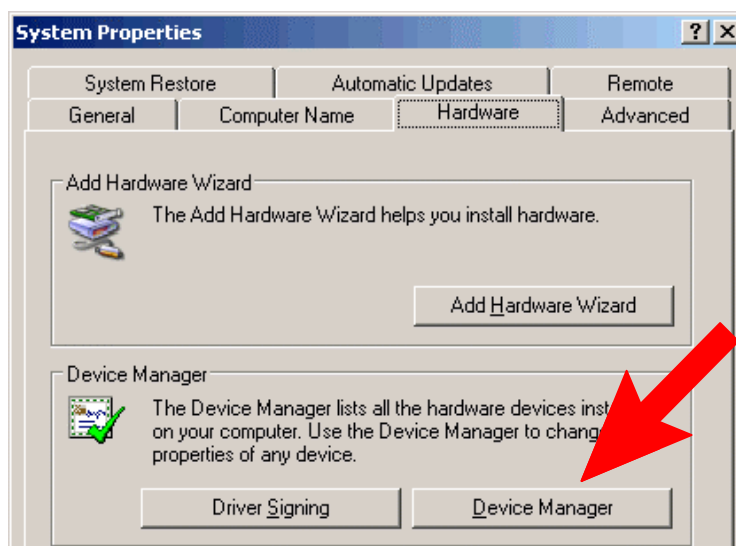 System Properties
System Restore Automatic Updates Remote
General Computer Name Hardware Advanced
Add Hardware Wizard
The Add Hardware Wizard helps you install hardware.
Add Hardware Wizard
Device Manager
The Device Manager lists all the hardware devices
on your computer. Use the Device Manager to
properties of any device.
Driver Signing Device Manager